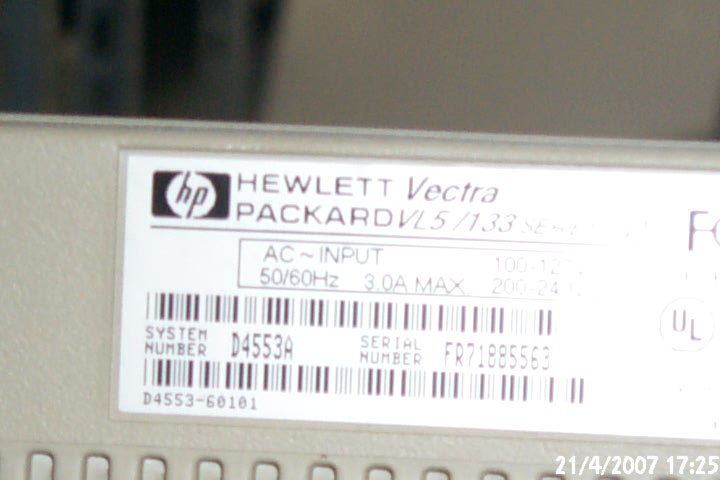 hp HEWLETT PACKARD Vectra
VL5/133
AC~INPUT
50/60Hz 3.0A MAX
UL
SYSTEM NUMBER D4553A SERIAL NUMBER FR71885563
D4553-60101
21/4/2007 17:25